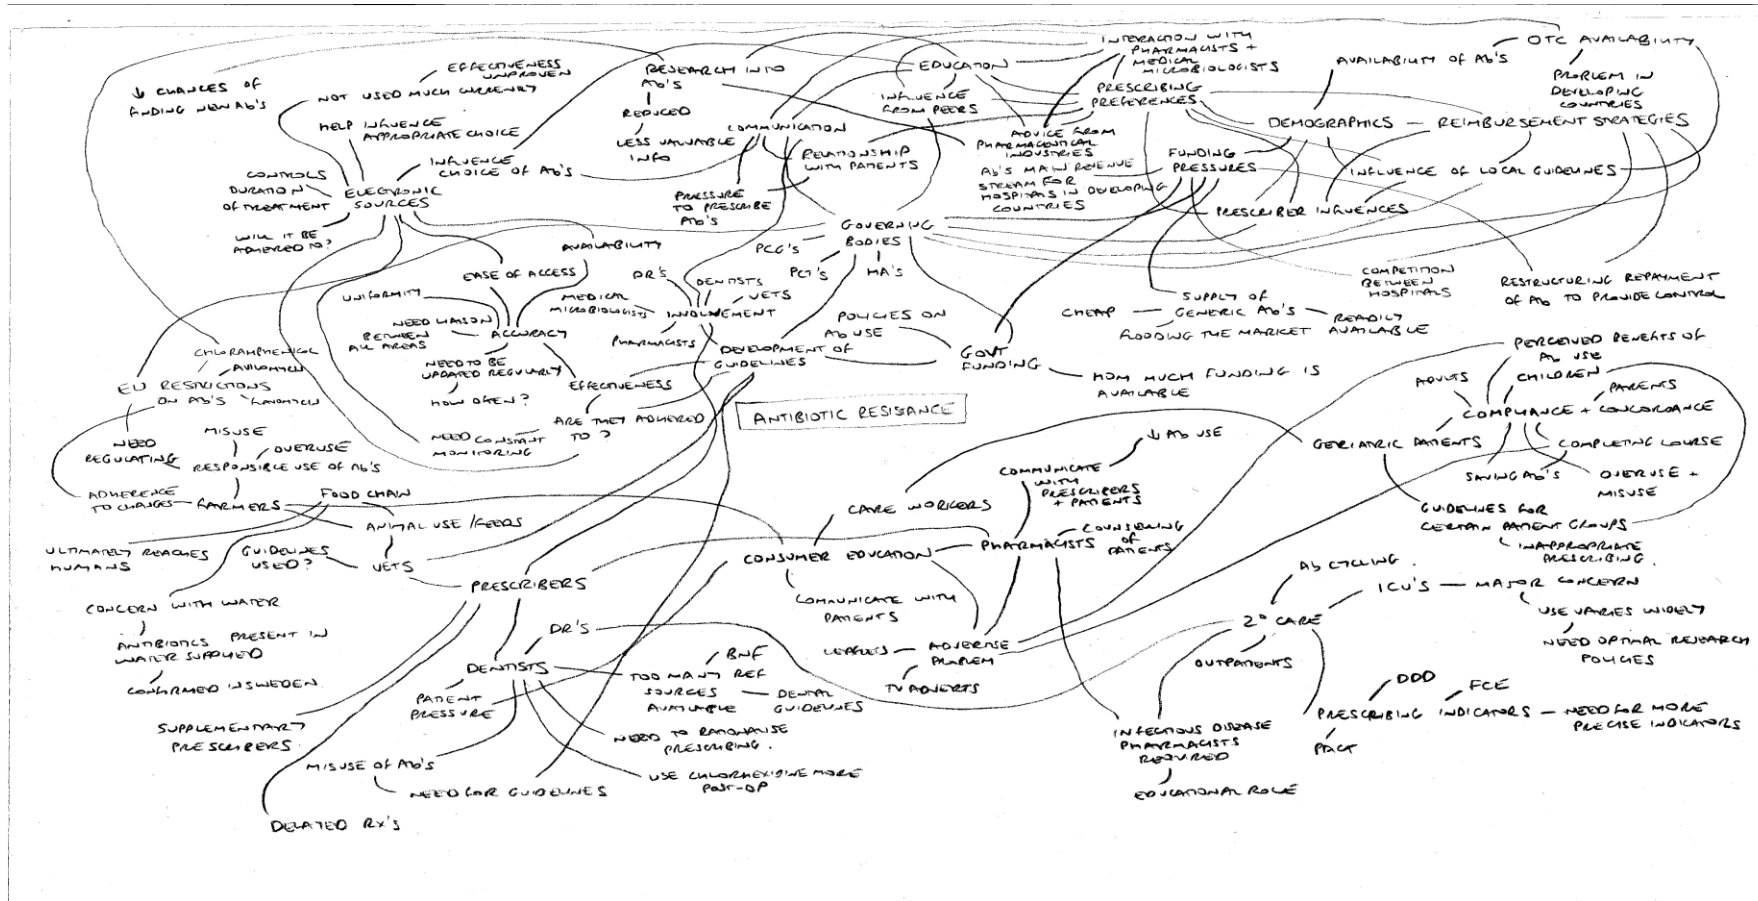 INTERACTION WITH
PHARMACISTS +
MEDICAL
MICROBIOLOGISTS
OTC AVAILABILITY
AVAILABILITY OF Ab's
PROBLEM IN
DEVELOPING
COUNTRIES
EDUCATION
INFLUENCE
FROM PEERS
PRESCRIBING
PREFERENCES
RESEARCH INTO
Ab's
REDUCED
LESS VALUABLE
INFO
EFFECTIVENESS
UNPROVEN
NOT USED MUCH CURRENTLY
↓ CHANCES OF
FINDING NEW Ab's
HELP INFLUENCE
APPROPRIATE CHOICE
INFLUENCE
CHOICE OF Ab's
COMMUNICATION
RELATIONSHIP
WITH PATIENTS
ADVICE FROM
PHARMACEUTICAL
INDUSTRIES
DEMOGRAPHICS
REIMBURSEMENT STRATEGIES
FUNDING
PRESSURES
Ab's MAIN REVENUE
STREAM FOR
HOSPITALS IN DEVELOPING
COUNTRIES
INFLUENCE OF LOCAL GUIDELINES
PRESCRIBER INFLUENCES
CONTROLS
DURATION
OF TREATMENT
ELECTRONIC
SOURCES
WILL IT BE
ADHERED TO?
PRESSURE
TO PRESCRIBE
Ab's
GOVERNING
BODIES
PCG's
PCT's
HA's
AVAILABILITY
EASE OF ACCESS
UNIFORMITY
NEED LIAISON
BETWEEN
ALL AREAS
ACCURACY
NEED TO BE
UPDATED REGULARLY
HOW OFTEN?
DR'S
DENTISTS
VETS
MEDICAL
MICROBIOLOGISTS
INVOLVEMENT
PHARMACISTS
POLICIES ON
Ab USE
DEVELOPMENT OF
GUIDELINES
GOVT
FUNDING
HOW MUCH FUNDING IS
AVAILABLE
COMPETITION
BETWEEN
HOSPITALS
RESTRUCTURING REPAYMENT
OF Ab TO PROVIDE CONTROL
SUPPLY OF
GENERIC Ab's
CHEAP
READILY
AVAILABLE
FLOODING THE MARKET
EFFECTIVENESS
ARE THEY ADHERED
TO?
NEED CONSTANT
MONITORING
ANTIBIOTIC RESISTANCE
EU RESTRICTIONS
ON Ab's
NEED
REGULATING
MISUSE
OVERUSE
RESPONSIBLE USE OF Ab's
ADHERENCE
TO CHANGES
FARMERS
FOOD CHAIN
ANIMAL USE / FEEDS
ULTIMATELY REACHES
HUMANS
GUIDELINES
USED?
VETS
CONCERN WITH WATER
ANTIBIOTICS PRESENT IN
WATER SUPPLIED
CONFIRMED IN SWEDEN
PRESCRIBERS
SUPPLEMENTARY
PRESCRIBERS
DELAYED RX'S
DR'S
DENTISTS
PATIENT
PRESSURE
TOO MANY REF
SOURCES
AVAILABLE
BNF
DENTAL
GUIDELINES
NEED TO RATIONALISE
PRESCRIBING.
USE CHLORHEXIDINE MORE
POST-OP
MISUSE OF Ab's
NEED FOR GUIDELINES
PERCEIVED BENEFITS OF
Ab USE
ADULTS
CHILDREN
PARENTS
COMPLIANCE + CONCORDANCE
GERIATRIC PATIENTS
COMPLETING COURSE
SAVING Ab's
OVERUSE +
MISUSE
GUIDELINES FOR
CERTAIN PATIENT GROUPS
INAPPROPRIATE
PRESCRIBING.
↓ Ab USE
COMMUNICATE
WITH
PRESCRIBERS
+ PATIENTS
CARE WORKERS
COUNSELLING
OF
PATIENTS
CONSUMER EDUCATION
PHARMACISTS
COMMUNICATE WITH
PATIENTS
LEAFLETS
ADVERTISE
PROBLEM
TV ADVERTS
Ab CYCLING
ICU'S
MAJOR CONCERN
2° CARE
USE VARIES WIDELY
NEED OPTIMAL RESEARCH
POLICIES
OUTPATIENTS
INFECTIOUS DISEASE
PHARMACISTS
REQUIRED
EDUCATIONAL ROLE
DDD
FCE
PRESCRIBING INDICATORS
NEED FOR MORE
PRECISE INDICATORS
PACT